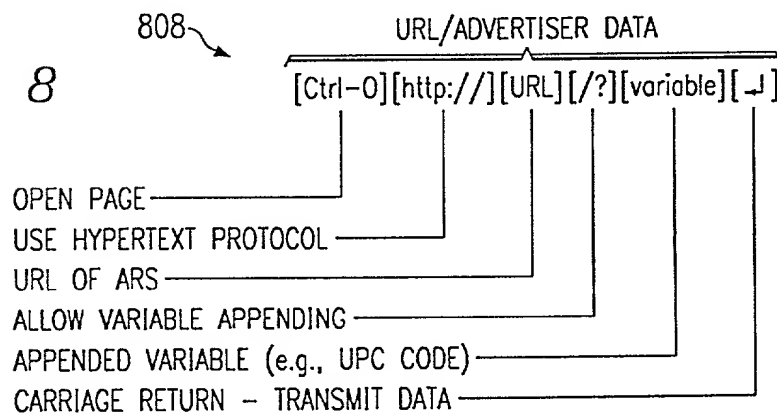 808
URL/ADVERTISER DATA
8
[Ctrl-O][http://][URL][/?][variable][↵]
OPEN PAGE
USE HYPERTEXT PROTOCOL
URL OF ARS
ALLOW VARIABLE APPENDING
APPENDED VARIABLE (e.g., UPC CODE)
CARRIAGE RETURN - TRANSMIT DATA